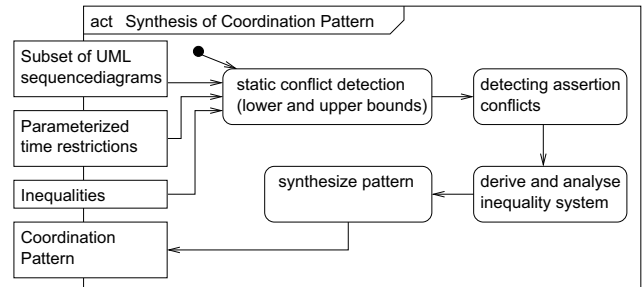 act Synthesis of Coordination Pattern
Subset of UML
sequencediagrams
static conflict detection
(lower and upper bounds)
detecting assertion
conflicts
Parameterized
time restrictions
synthesize pattern
derive and analyse
inequality system
Inequalities
Coordination
Pattern